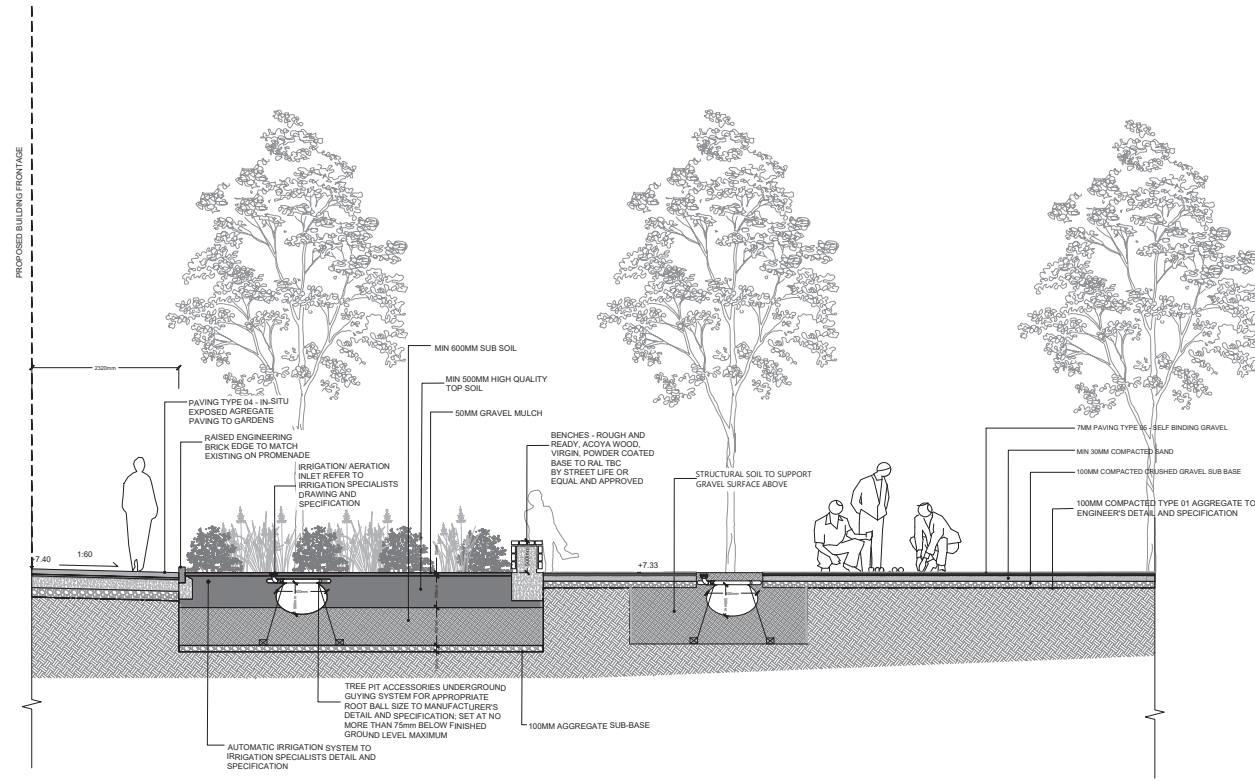 PROPOSED BUILDING FRONTAGE
2320mm
PAVING TYPE 04 - IN-SITU
EXPOSED AGREGATE
PAVING TO GARDENS
RAISED ENGINEERING
BRICK EDGE TO MATCH
EXISTING ON PROMENADE
IRRIGATION/ AERATION
INLET REFER TO
IRRIGATION SPECIALISTS
DRAWING AND
SPECIFICATION
MIN 600MM SUB SOIL
MIN 500MM HIGH QUALITY
TOP SOIL
50MM GRAVEL MULCH
BENCHES - ROUGH AND
READY, ACOYA WOOD,
VIRGIN, POWDER COATED
BASE TO RAL TBC
BY STREET LIFE OR
EQUAL AND APPROVED
STRUCTURAL SOIL TO SUPPORT
GRAVEL SURFACE ABOVE
7MM PAVING TYPE 05 - SELF BINDING GRAVEL
MIN 30MM COMPACTED SAND
100MM COMPACTED CRUSHED GRAVEL SUB BASE
100MM COMPACTED TYPE 01 AGGREGATE TO
ENGINEER'S DETAIL AND SPECIFICATION
+7.40
1:60
+7.33
TREE PIT ACCESSORIES UNDERGROUND
GUYING SYSTEM FOR APPROPRIATE
ROOT BALL SIZE TO MANUFACTURER'S
DETAIL AND SPECIFICATION; SET AT NO
MORE THAN 75mm BELOW FINISHED
GROUND LEVEL MAXIMUM
100MM AGGREGATE SUB-BASE
AUTOMATIC IRRIGATION SYSTEM TO
IRRIGATION SPECIALISTS DETAIL AND
SPECIFICATION